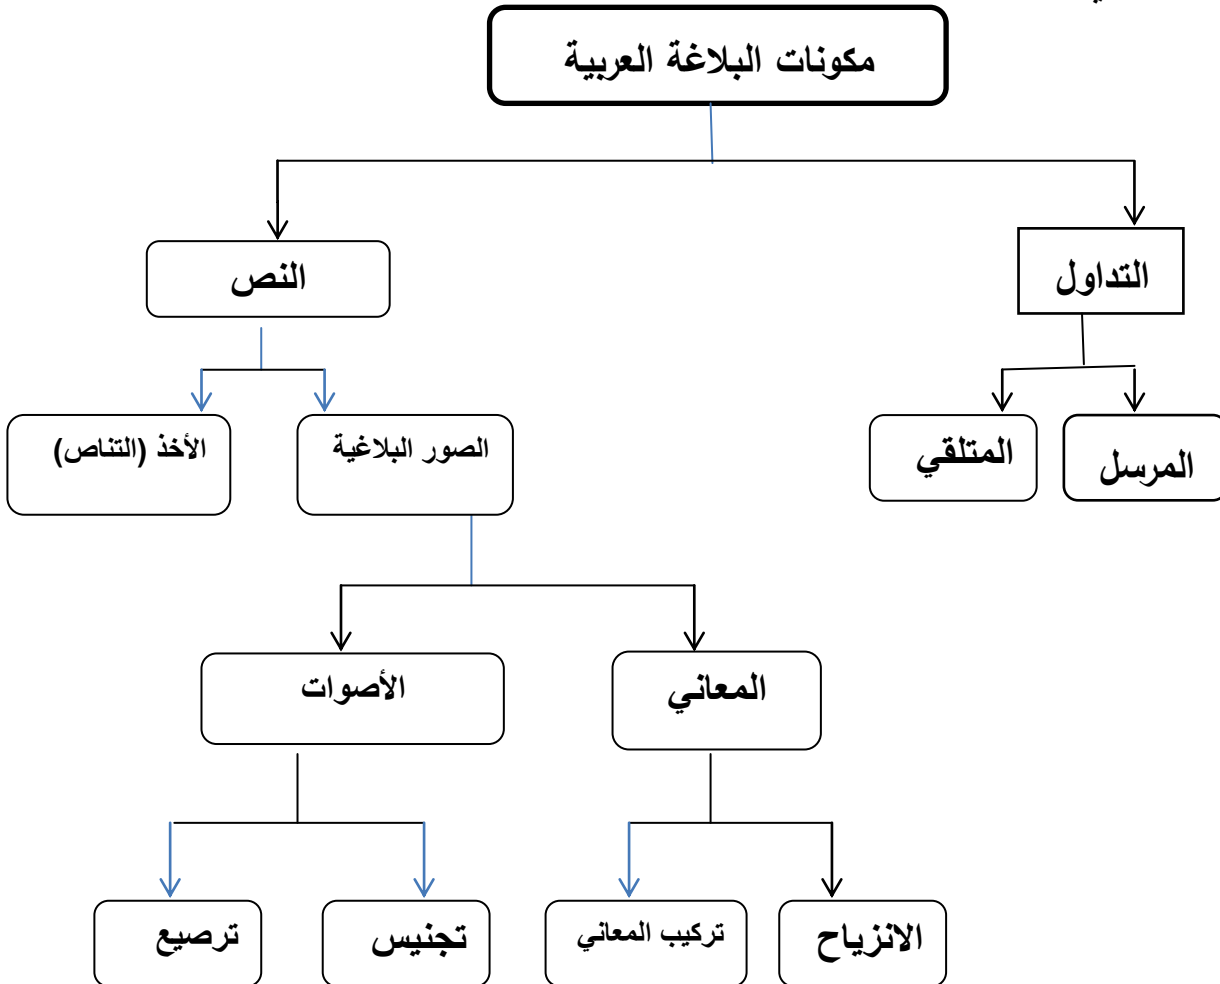 مكونات البلاغة العربية
التداول
النص
المرسل
المتلقي
الصور البلاغية
الأخذ (التناص)
المعاني
الأصوات
الانزياح
تركيب المعاني
تجنيس
ترصيع